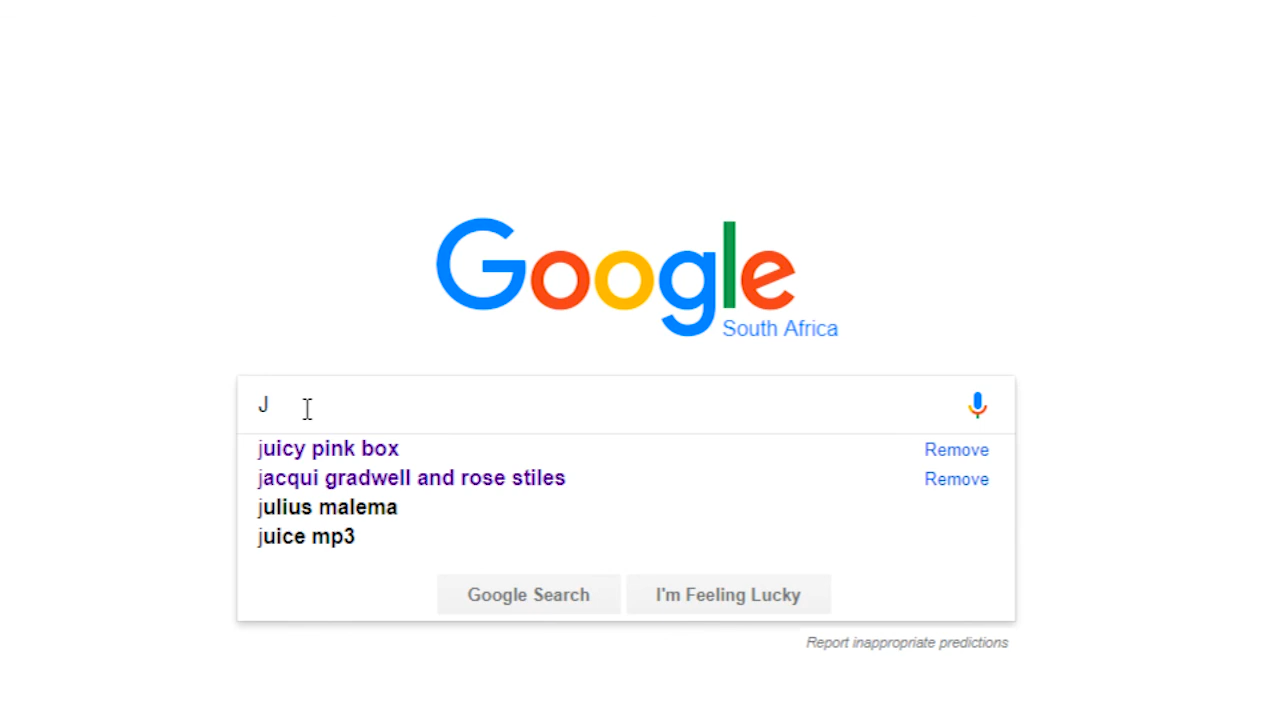 Google
South Africa
J
juicy pink box Remove
jacqui gradwell and rose stiles Remove
julius malema
juice mp3
Google Search I'm Feeling Lucky
Report inappropriate predictions